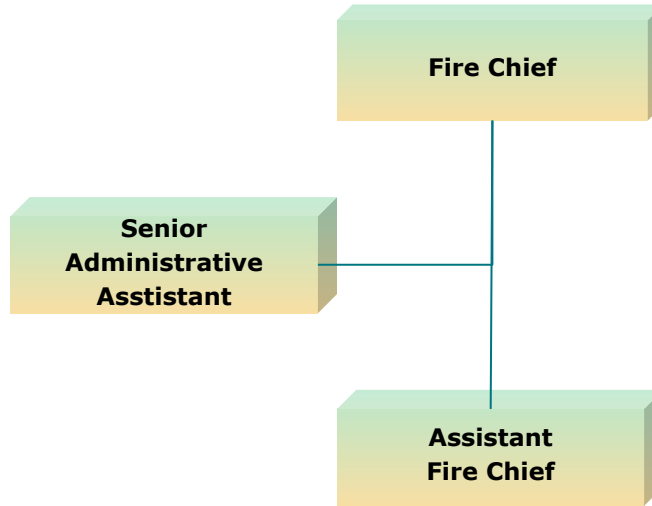 Fire Chief
Senior
Administrative
Asstistant
Assistant
Fire Chief